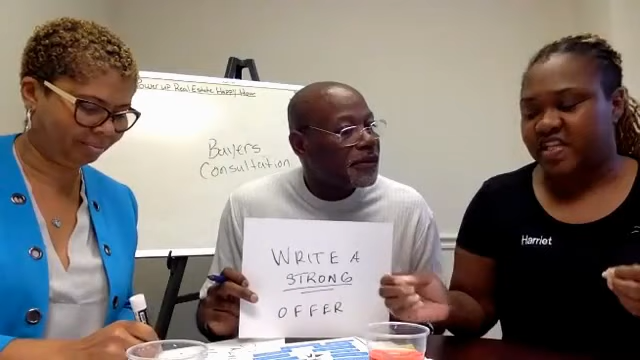 Power up Real Estate Happy Hour
Buyers
Consultation
Harriet
WRITE A
STRONG
OFFER